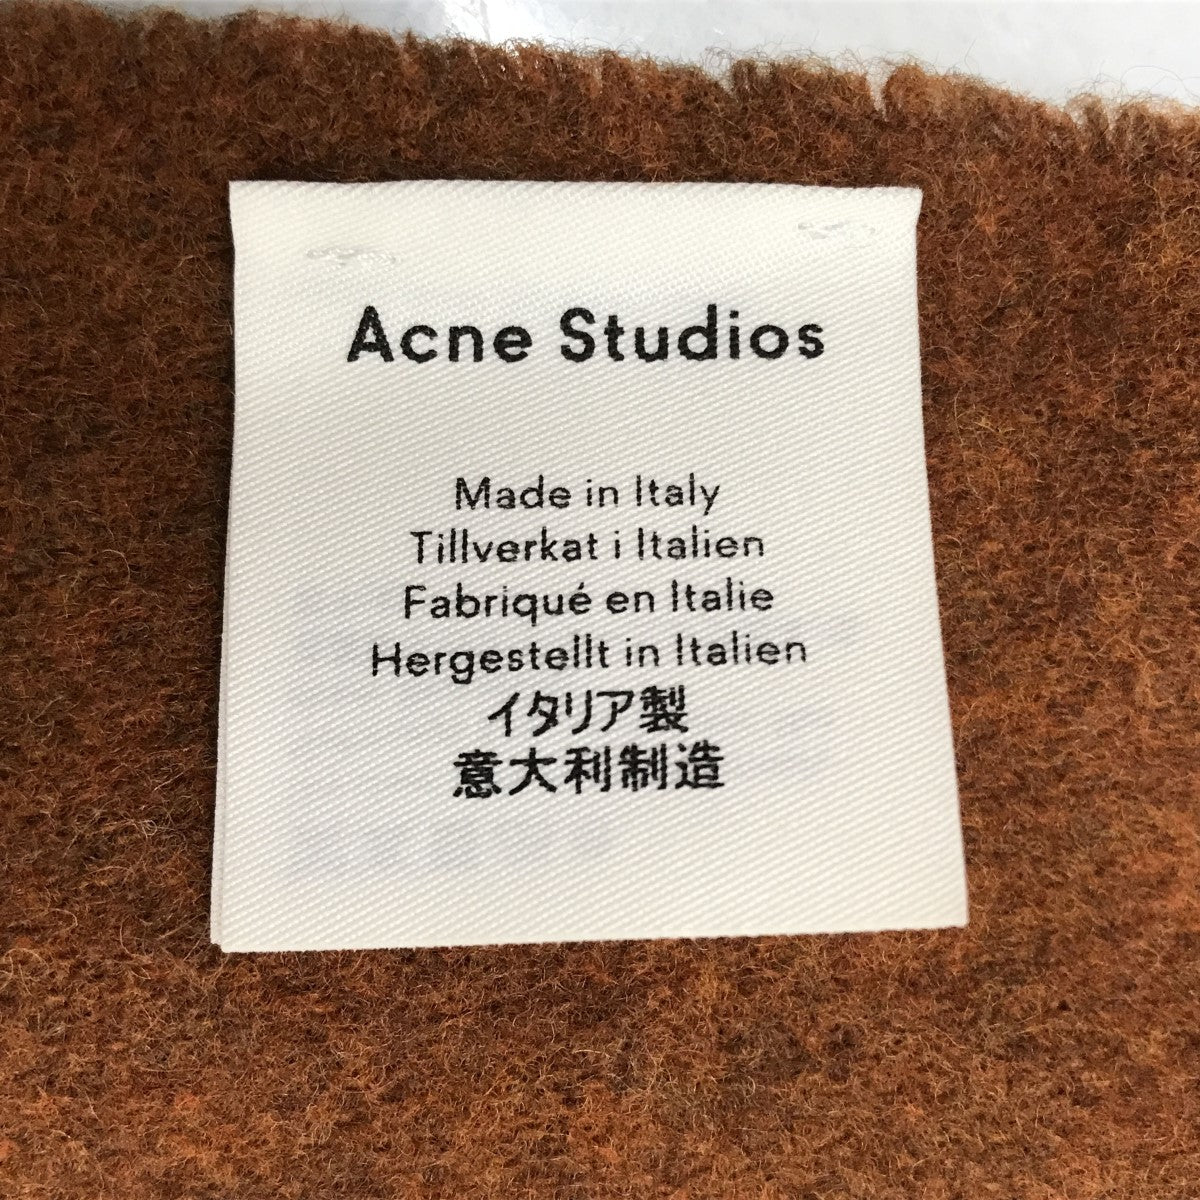 Acne Studios
Made in Italy
Tillverkat i Italien
Fabriqué en Italie
Hergestellt in Italien
イタリア製
意大利制造